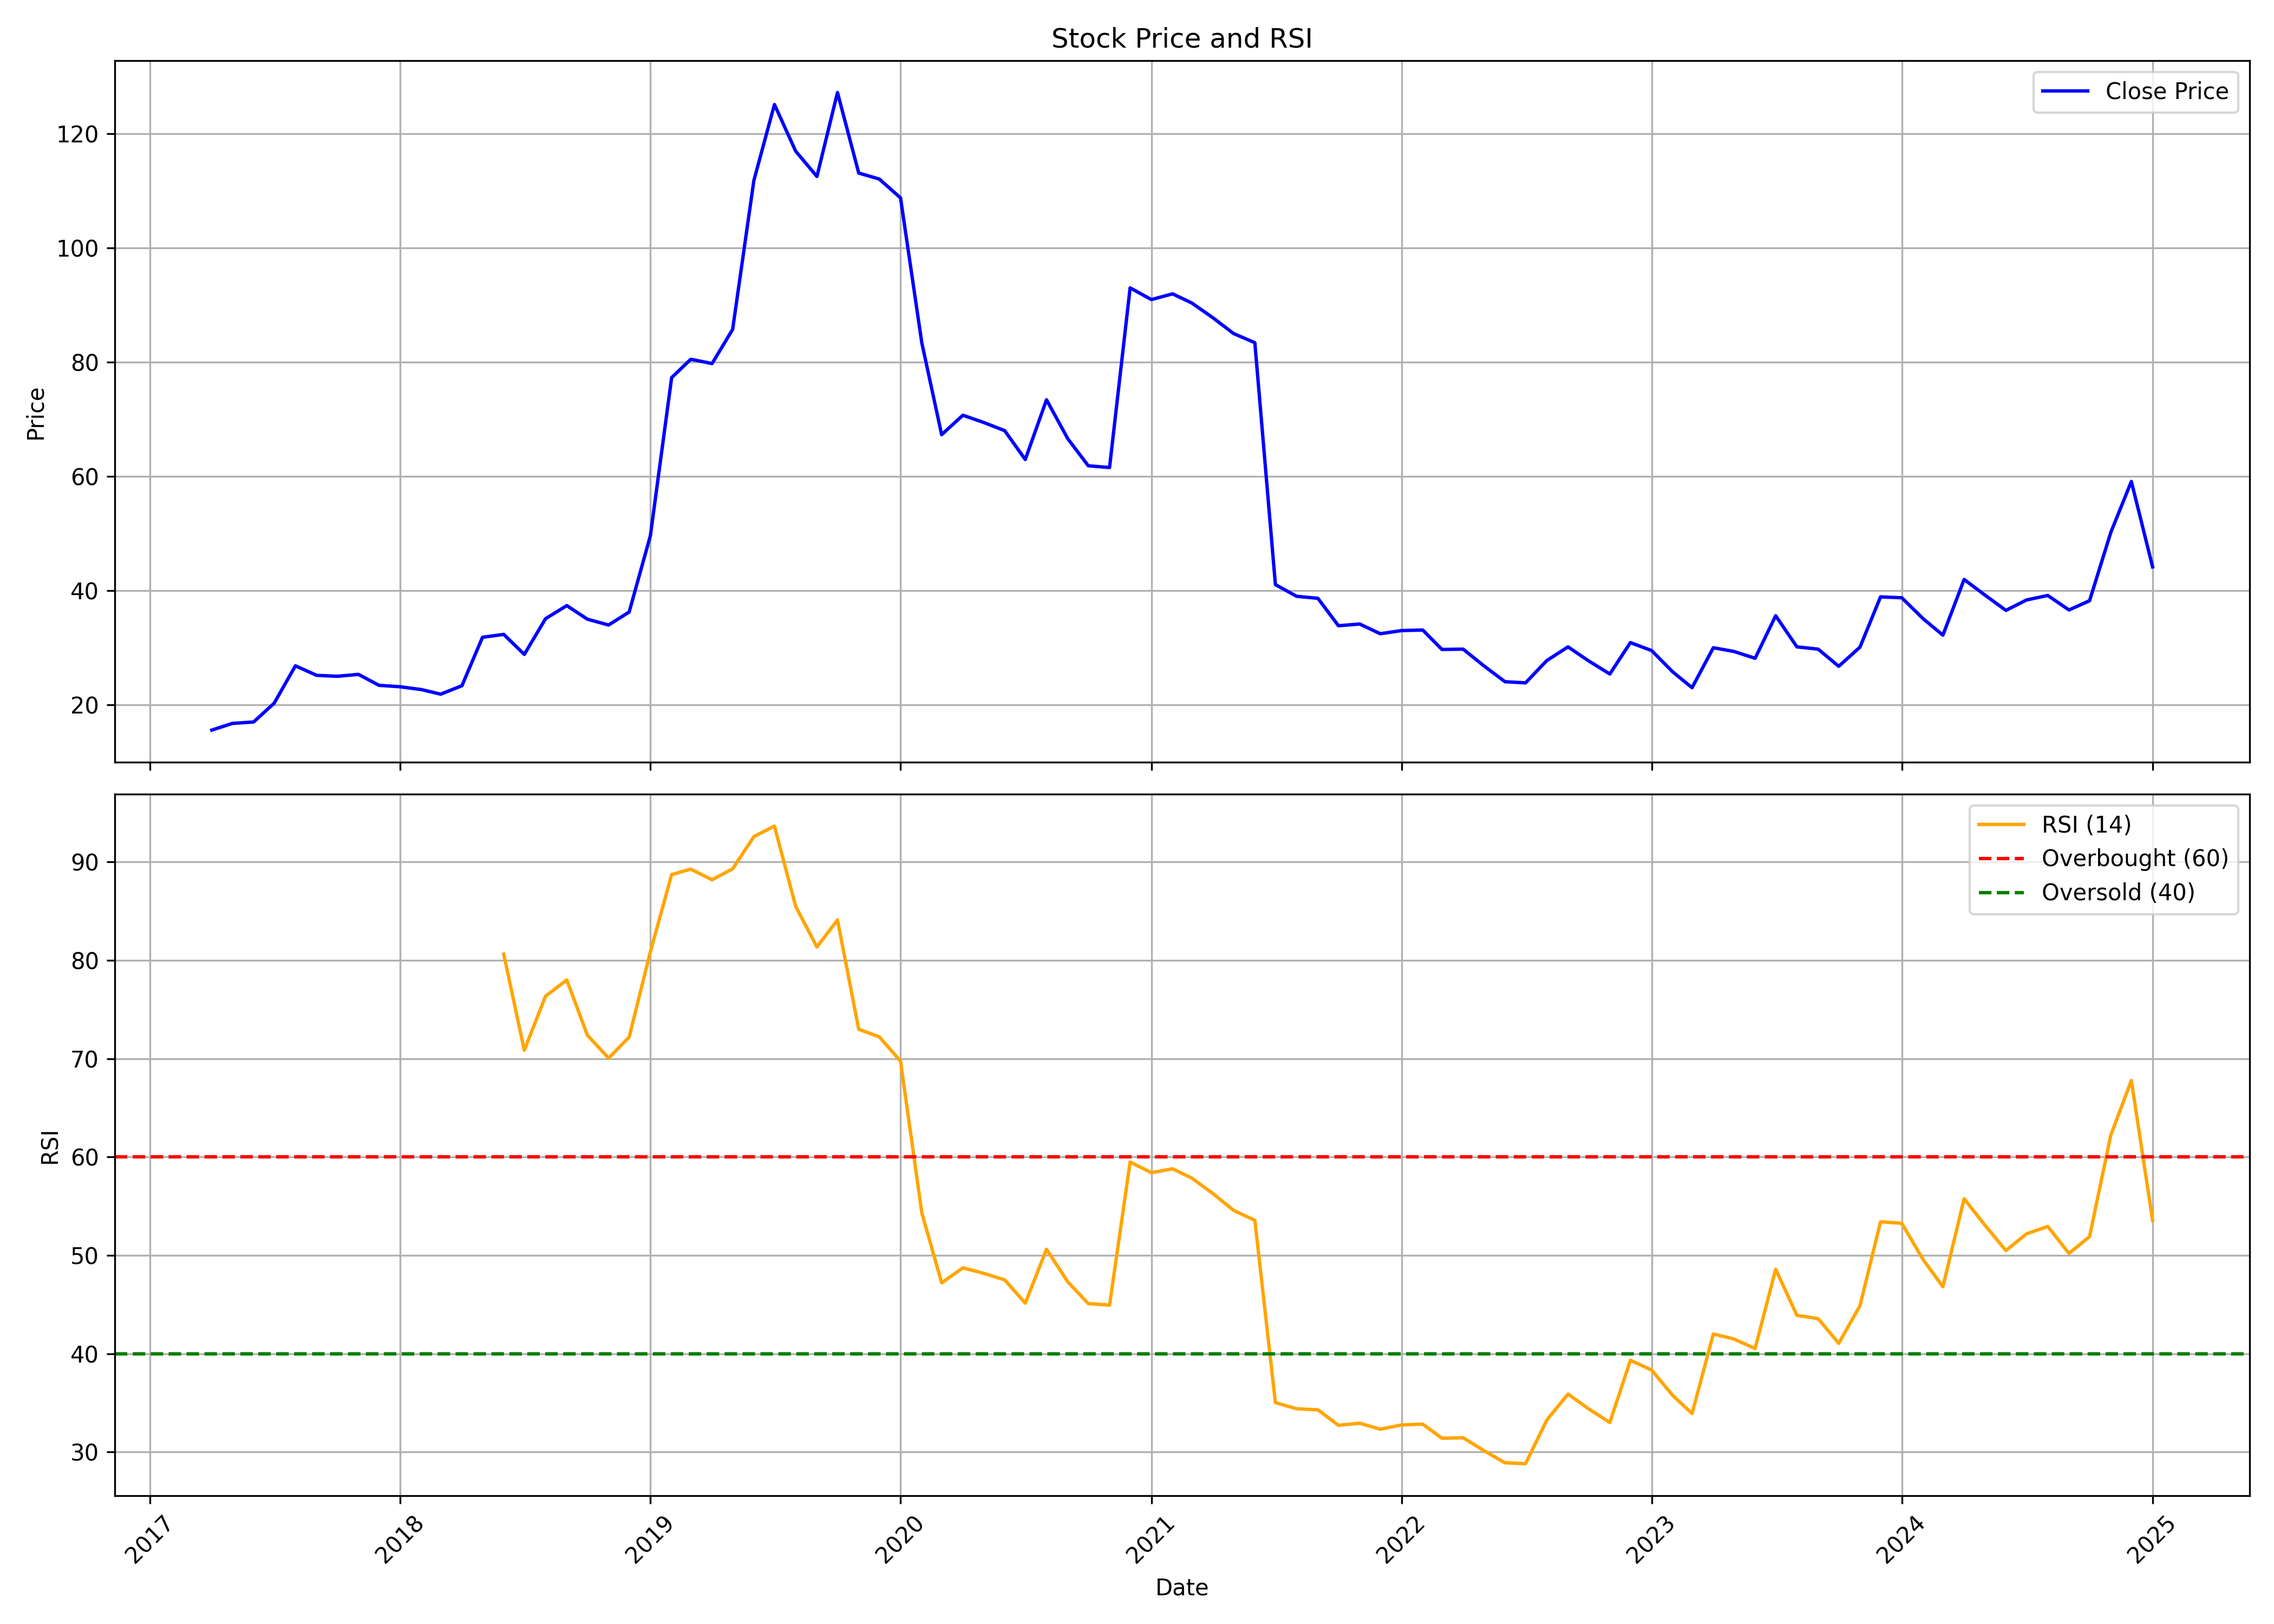 Stock Price and RSI
Close Price
120
100
80
60
40
20
Price
RSI (14)
Overbought (60)
Oversold (40)
90
80
70
60
50
40
30
RSI
2017
2018
2019
2020
2021
2022
2023
2024
2025
Date